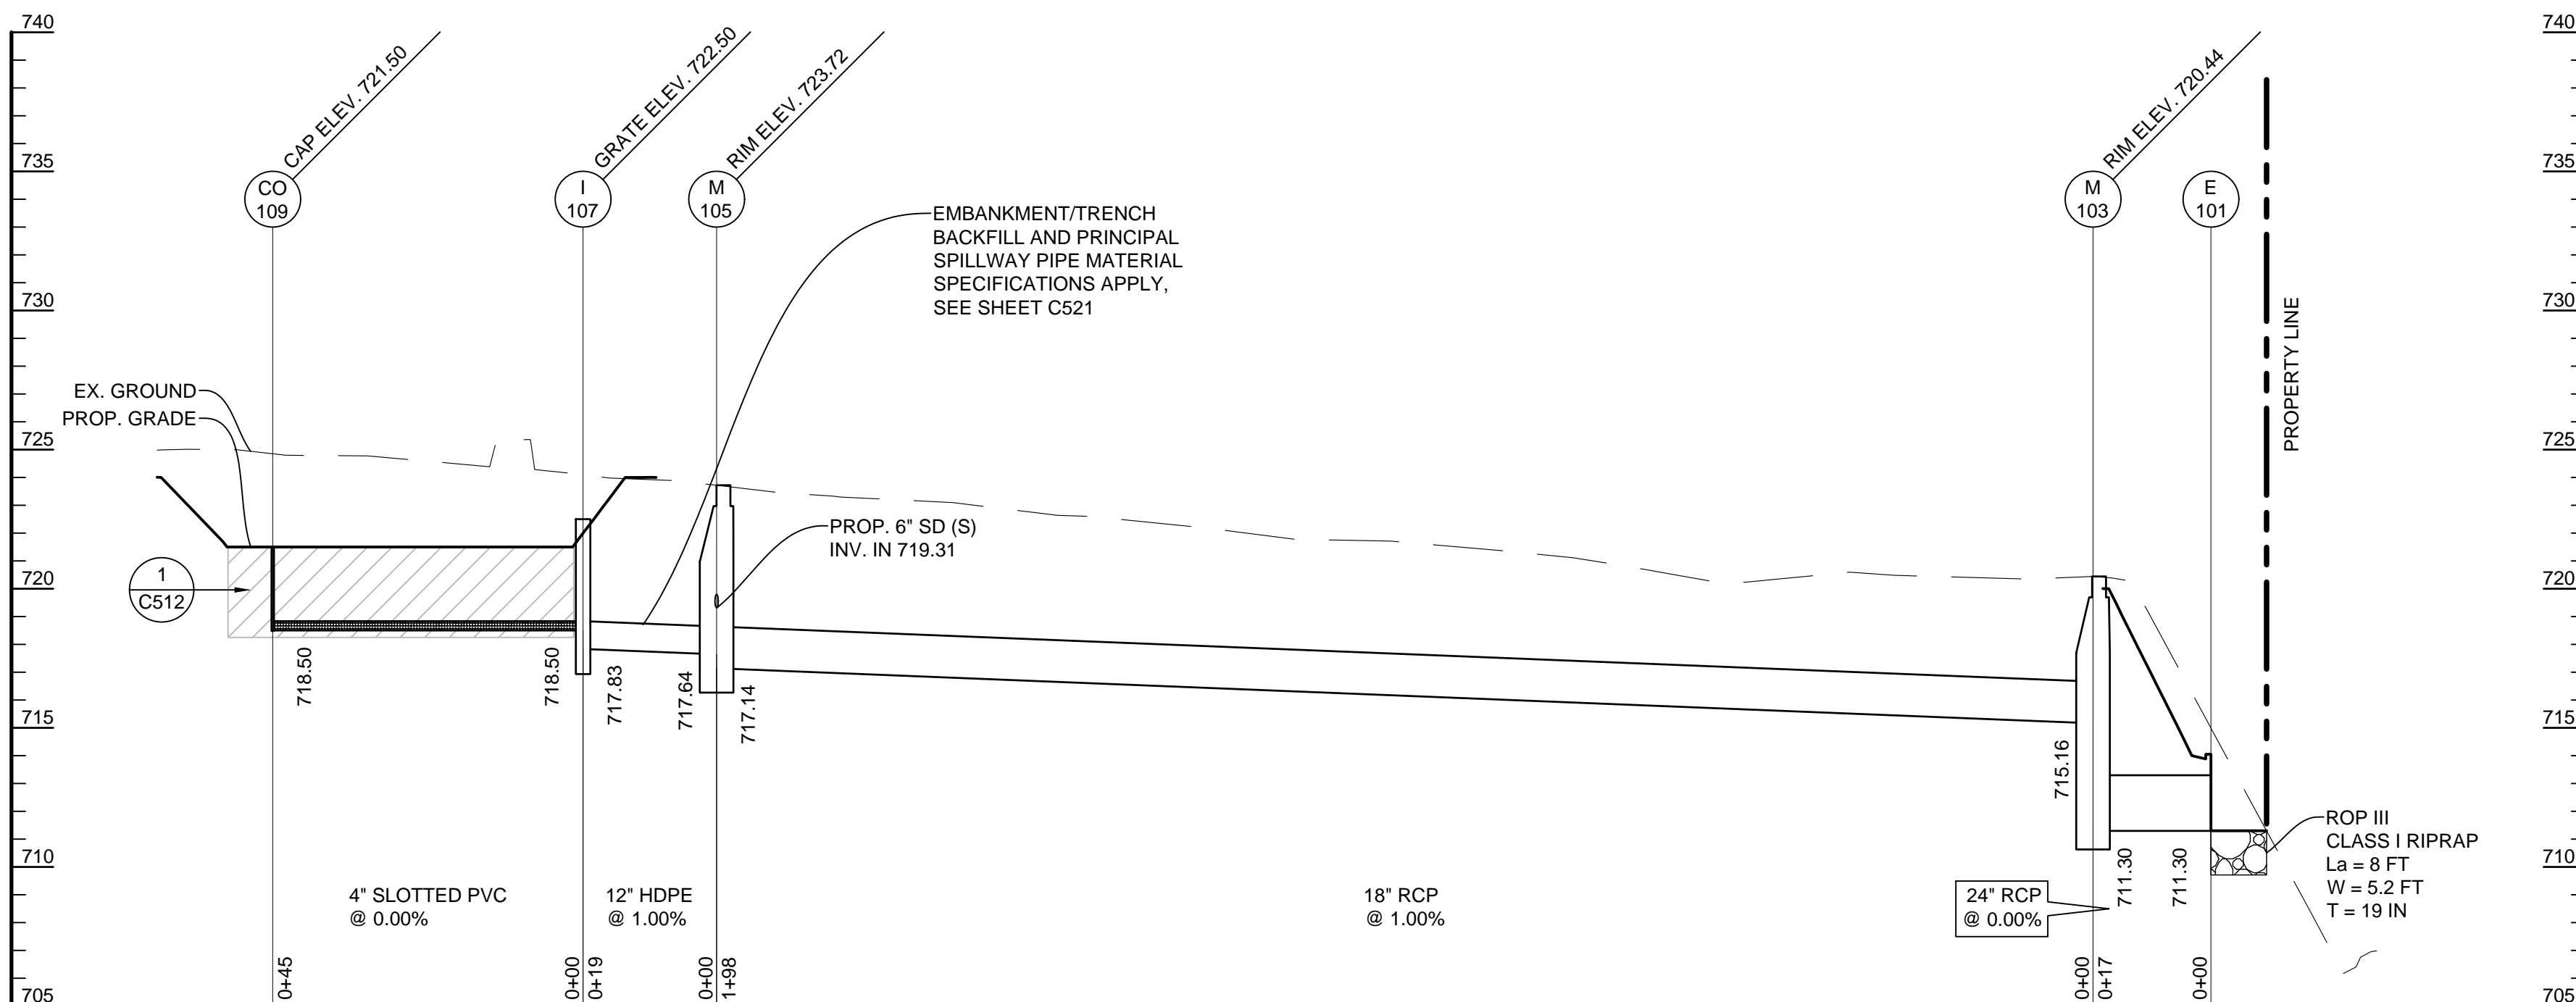 740
740
CAP ELEV. 721.50
GRATE ELEV. 722.50
RIM ELEV. 723.72
RIM ELEV. 720.44
735
735
CO
109
I
107
M
105
M
103
E
101
EMBANKMENT/TRENCH
BACKFILL AND PRINCIPAL
SPILLWAY PIPE MATERIAL
SPECIFICATIONS APPLY,
SEE SHEET C521
730
730
PROPERTY LINE
EX. GROUND
PROP. GRADE
725
725
PROP. 6" SD (S)
INV. IN 719.31
1
C512
720
720
718.50
718.50
717.83
717.64
717.14
715
715
715.16
711.30
711.30
ROP III
CLASS I RIPRAP
La = 8 FT
W = 5.2 FT
T = 19 IN
710
710
4" SLOTTED PVC
@ 0.00%
12" HDPE
@ 1.00%
18" RCP
@ 1.00%
24" RCP
@ 0.00%
0+45
0+00
0+19
0+00
1+98
0+00
0+17
0+00
705
705